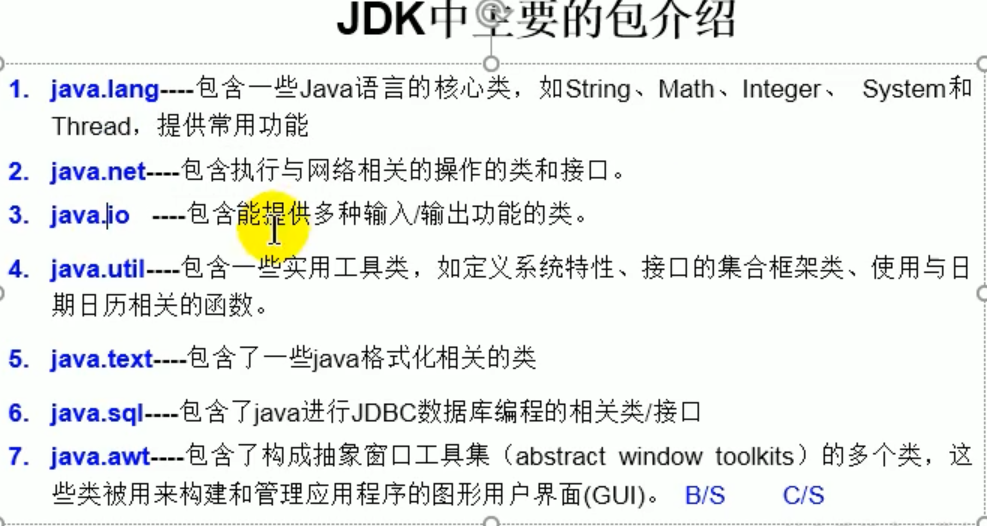 JDK中主要的包介绍
1. java.lang----包含一些Java语言的核心类，如String、Math、Integer、 System和
Thread，提供常用功能
2. java.net----包含执行与网络相关的操作的类和接口。
3. java.io ----包含能提供多种输入/输出功能的类。
4. java.util----包含一些实用工具类，如定义系统特性、接口的集合框架类、使用与日
期日历相关的函数。
5. java.text----包含了一些java格式化相关的类
6. java.sql----包含了java进行JDBC数据库编程的相关类/接口
7. java.awt----包含了构成抽象窗口工具集（abstract window toolkits）的多个类，这
些类被用来构建和管理应用程序的图形用户界面(GUI)。 B/S C/S